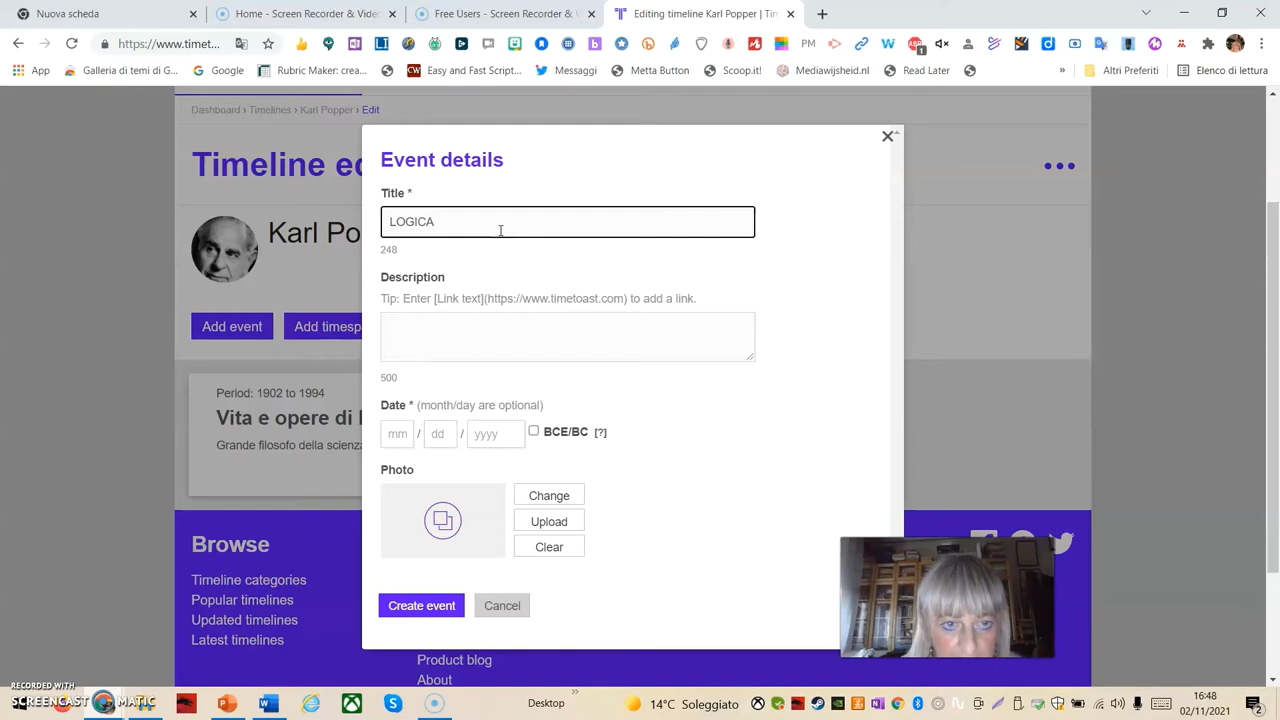 Nuova scheda
Home - Screencast-O-Matic
Free Users - Screen Recorder & V
Editing timeline Karl Popper | Tim
https://www.timet...
App
Galleria di temi di G...
Google
Rubric Maker: crea...
Easy and Fast Script...
Messaggi
Metta Button
Scoop.it!
Mediawijsheid.nl
Read Later
Altri Preferiti
Elenco di lettura
Dashboard › Timelines › Karl Popper › Edit
Timeline ed
Karl Po
Add event
Add timesp
Period: 1902 to 1994
Vita e opere di
Grande filosofo della scienza
Event details
Title *
LOGICA
248
Description
Tip: Enter [Link text](https://www.timetoast.com) to add a link.
500
Date * (month/day are optional)
mm / dd / yyyy BCE/BC [?]
Photo
Change
Upload
Clear
Create event
Cancel
Browse
Timeline categories
Popular timelines
Updated timelines
Latest timelines
Product blog
About
RECORDED WITH
SCREENCAST MATIC
Desktop
14°C Soleggiato
16:48
02/11/2021